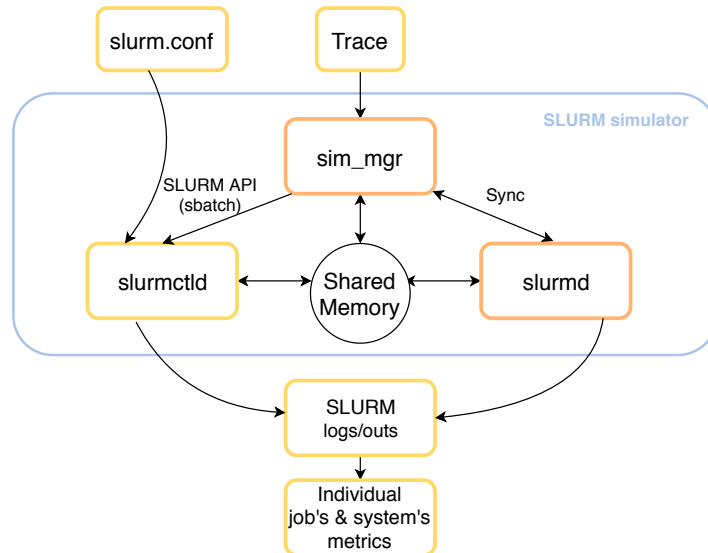 slurm.conf
Trace
SLURM simulator
sim_mgr
SLURM API
(sbatch)
Sync
slurmctld
Shared
Memory
slurmd
SLURM
logs/outs
Individual
job's & system's
metrics